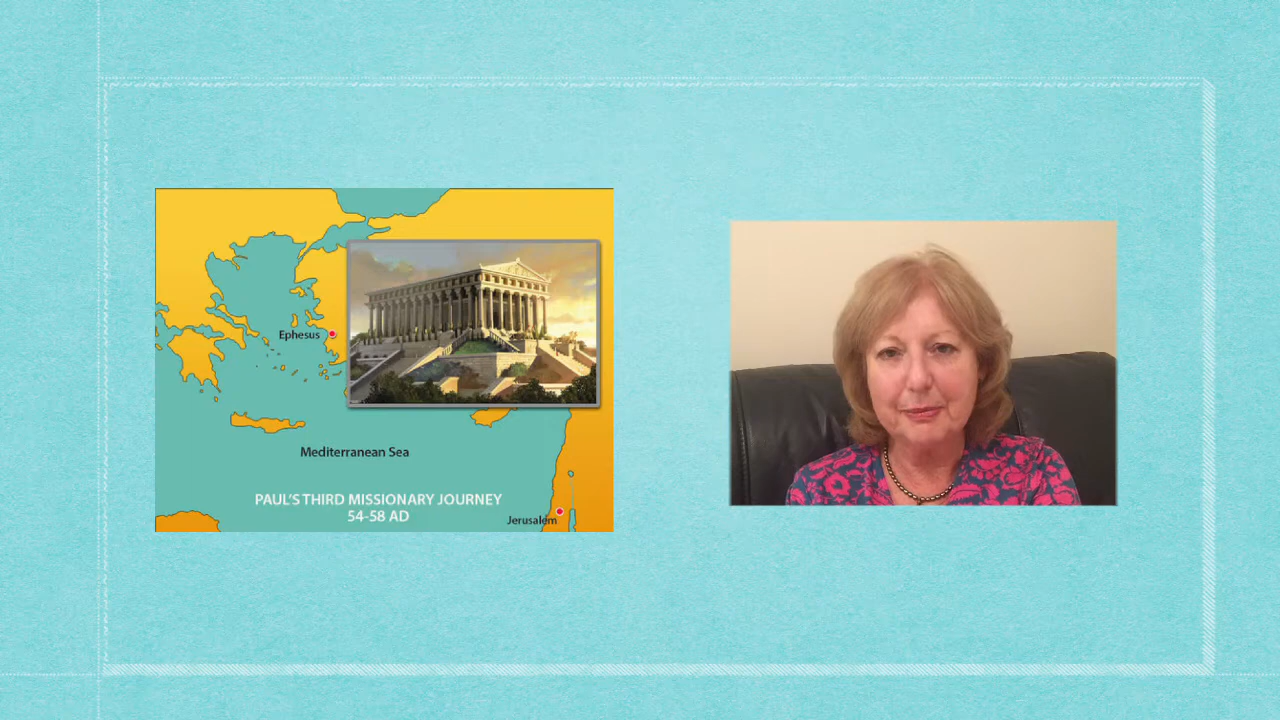 Ephesus
Mediterranean Sea
PAUL'S THIRD MISSIONARY JOURNEY
54-58 AD
Jerusalem